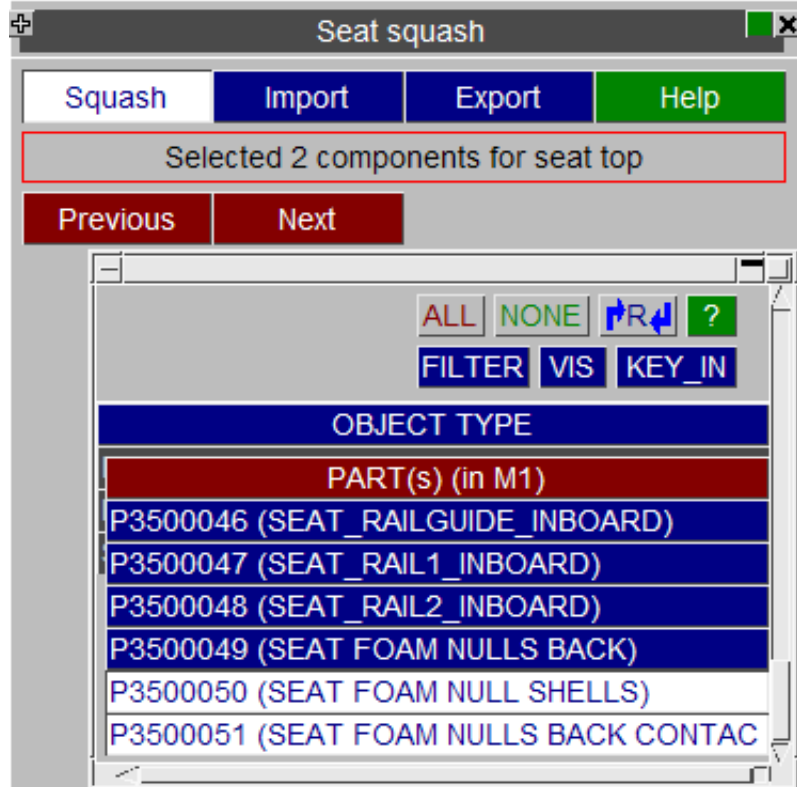 Seat squash
Squash Import Export Help
Selected 2 components for seat top
Previous Next
ALL NONE R ?
FILTER VIS KEY_IN
OBJECT TYPE
PART(s) (in M1)
P3500046 (SEAT_RAILGUIDE_INBOARD)
P3500047 (SEAT_RAIL1_INBOARD)
P3500048 (SEAT_RAIL2_INBOARD)
P3500049 (SEAT FOAM NULLS BACK)
P3500050 (SEAT FOAM NULL SHELLS)
P3500051 (SEAT FOAM NULLS BACK CONTAC